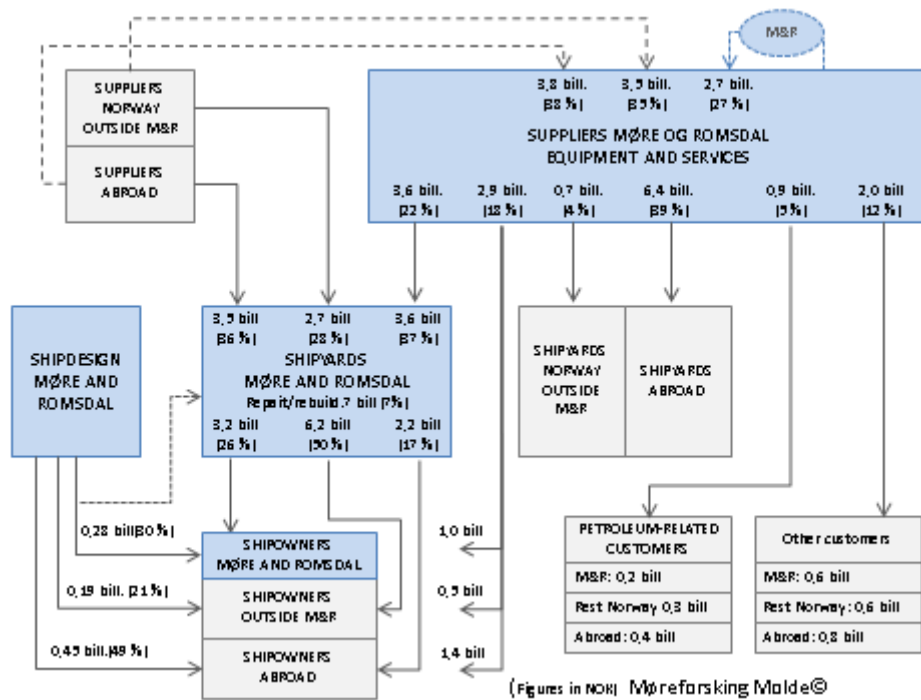 M&R
SUPPLIERS
NORWAY
OUTSIDE M&R
SUPPLIERS
ABROAD
3,8 bill. 3,5 bill. 2,7 bill.
(38 %) (35 %) (27 %)
SUPPLIERS MØRE OG ROMSDAL
EQUIPMENT AND SERVICES
3,6 bill. 2,9 bill. 0,7 bill. 6,4 bill. 0,9 bill. 2,0 bill
(22 %) (18 %) (4%) (39 %) (5 %) (12 %)
SHIPDESIGN
MØRE AND
ROMSDAL
3,5 bill 2,7 bill 3,6 bill
(36 %) (28 %) (37 %)
SHIPYARDS
MØRE AND ROMSDAL
Repair/rebuild.7 bill (7%)
3,2 bill 6,2 bill 2,2 bill
(26 %) (50 %) (17 %)
SHIPYARDS
NORWAY
OUTSIDE
M&R
SHIPYARDS
ABROAD
0,28 bill(30 %)
0,19 bill. (21 %)
0,45 bill.(49 %)
SHIPOWNERS
MØRE AND ROMSDAL
SHIPOWNERS
OUTSIDE M&R
SHIPOWNERS
ABROAD
1,0 bill
0,5 bill
1,4 bill
PETROLEUM-RELATED
CUSTOMERS
M&R: 0,2 bill
Rest Norway 0,3 bill
Abroad: 0,4 bill
Other customers
M&R: 0,6 bill
Rest Norway: 0,6 bill
Abroad: 0,8 bill
(Figures in NOK) Møreforsking Molde©